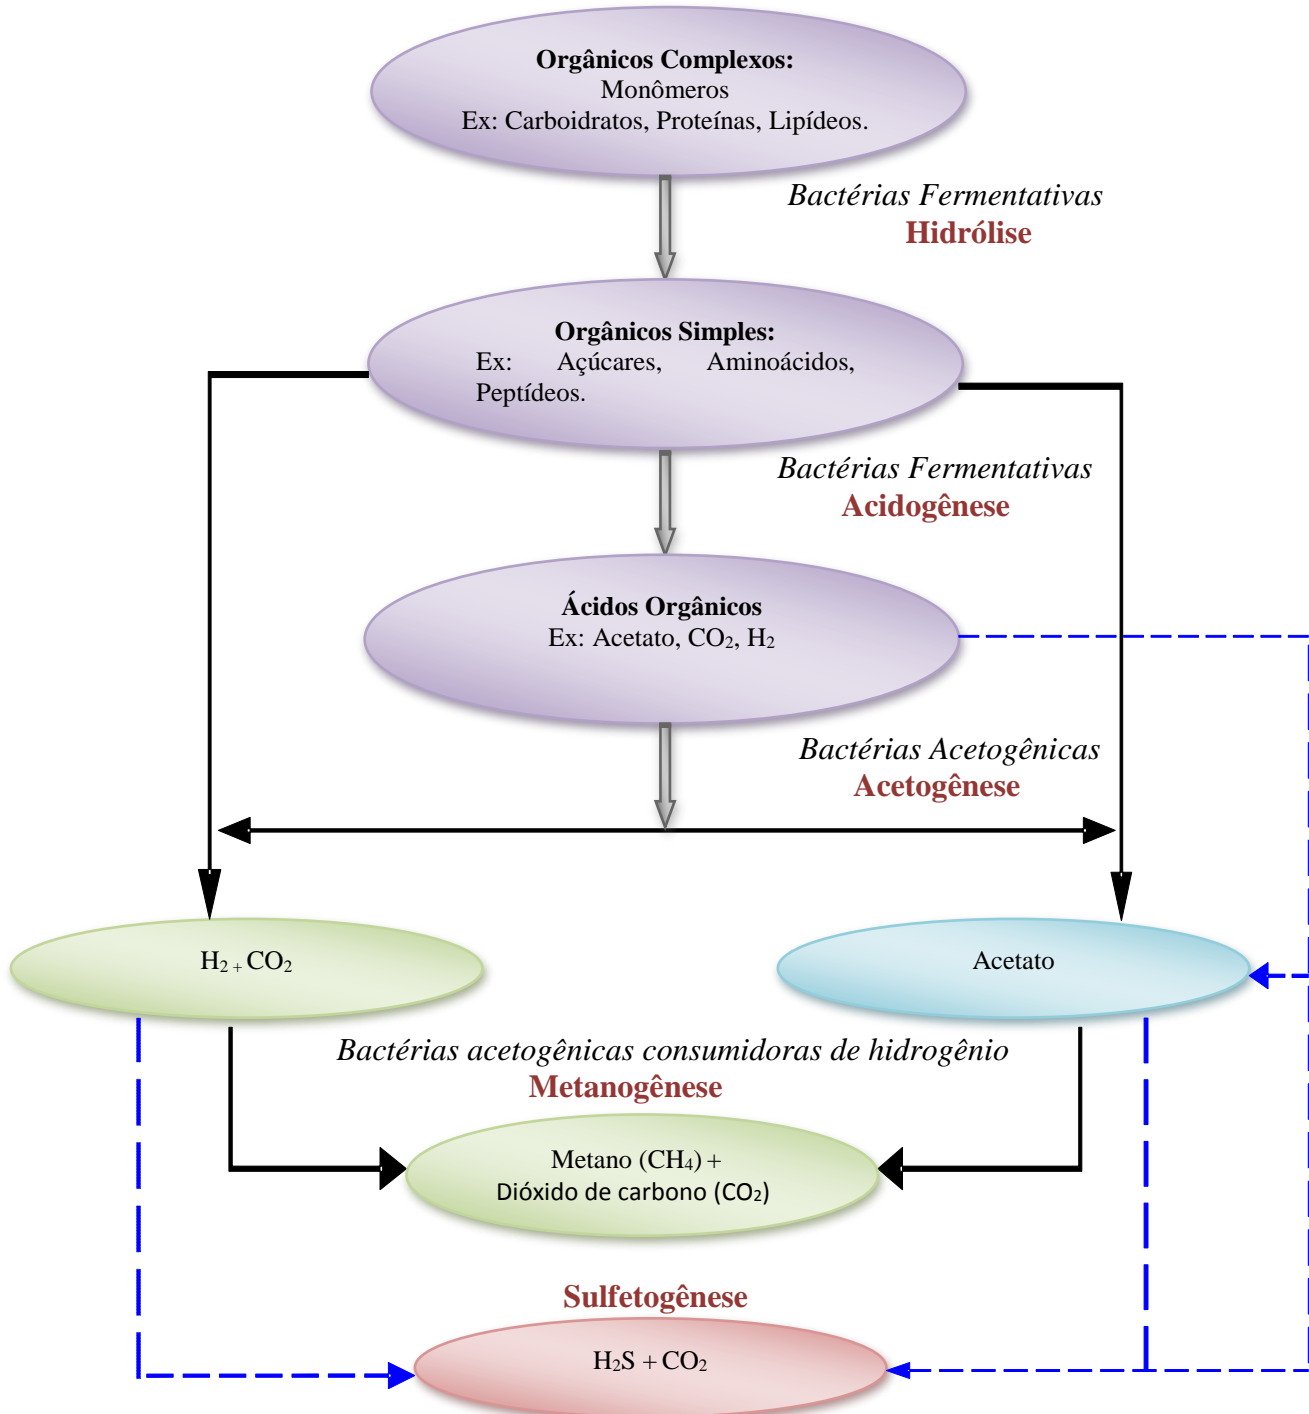 Orgânicos Complexos:
Monômeros
Ex: Carboidratos, Proteínas, Lipídeos.
Bactérias Fermentativas
Hidrólise
Orgânicos Simples:
Ex: Açúcares, Aminoácidos,
Peptídeos.
Bactérias Fermentativas
Acidogênese
Ácidos Orgânicos
Ex: Acetato, CO₂, H₂
Bactérias Acetogênicas
Acetogênese
H₂ ₊ CO₂
Acetato
Bactérias acetogênicas consumidoras de hidrogênio
Metanogênese
Metano (CH₄) +
Dióxido de carbono (CO₂)
Sulfetogênese
H₂S + CO₂